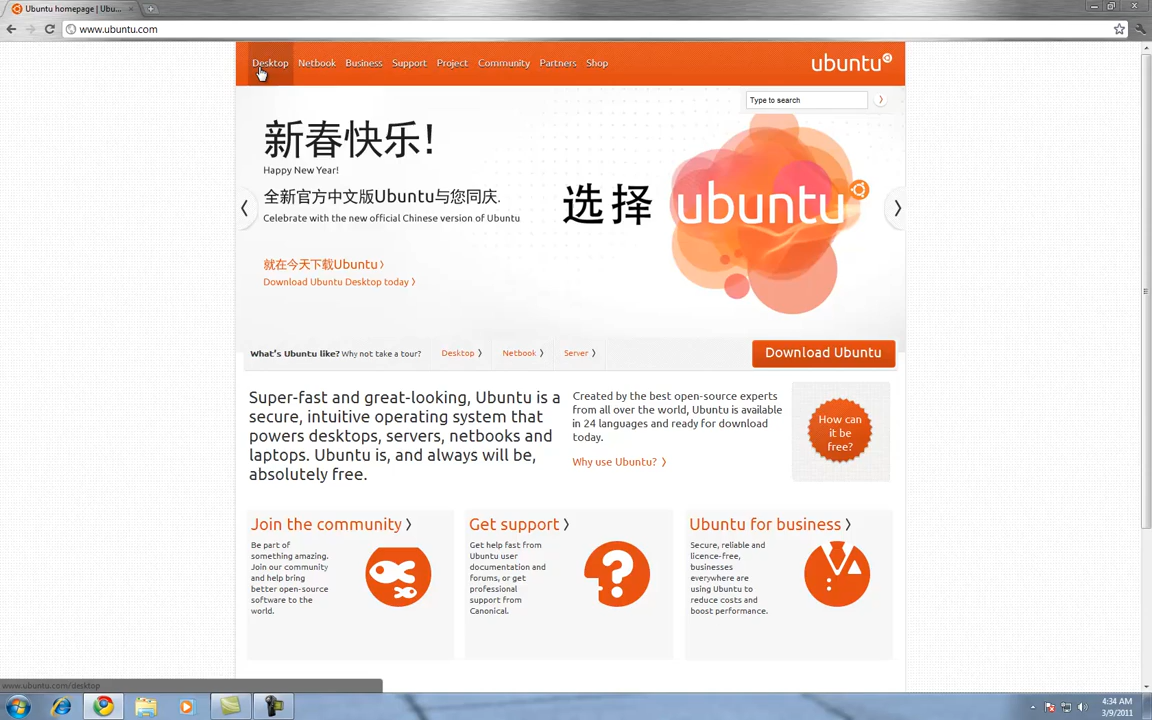 Ubuntu homepage | Ubu...
www.ubuntu.com
Desktop Netbook Business Support Project Community Partners Shop
ubuntu
Type to search
新春快乐!
Happy New Year!
全新官方中文版Ubuntu与您同庆.
Celebrate with the new official Chinese version of Ubuntu
选择 ubuntu
就在今天下载Ubuntu ›
Download Ubuntu Desktop today ›
What's Ubuntu like? Why not take a tour? Desktop › Netbook › Server ›
Download Ubuntu
Super-fast and great-looking, Ubuntu is a
secure, intuitive operating system that
powers desktops, servers, netbooks and
laptops. Ubuntu is, and always will be,
absolutely free.
Created by the best open-source experts
from all over the world, Ubuntu is available
in 24 languages and ready for download
today.
Why use Ubuntu? ›
How can
it be
free?
Join the community ›
Be part of
something amazing.
Join our community
and help bring
better open-source
software to the
world.
Get support ›
Get help fast from
Ubuntu user
documentation and
forums, or get
professional
support from
Canonical.
Ubuntu for business ›
Secure, reliable and
licence-free,
businesses
everywhere are
using Ubuntu to
reduce costs and
boost performance.
www.ubuntu.com/desktop
4:34 AM
3/9/2011